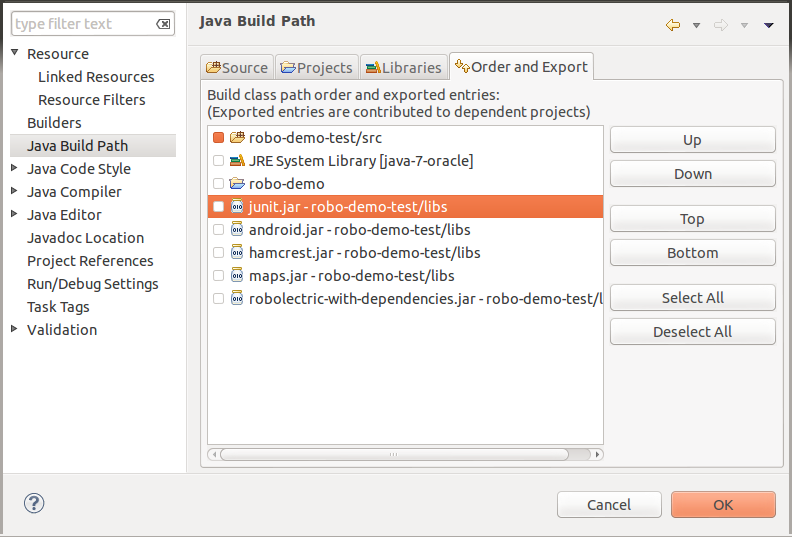 type filter text
Resource
Linked Resources
Resource Filters
Builders
Java Build Path
Java Code Style
Java Compiler
Java Editor
Javadoc Location
Project References
Run/Debug Settings
Task Tags
Validation
Java Build Path
Source
Projects
Libraries
Order and Export
Build class path order and exported entries:
(Exported entries are contributed to dependent projects)
robo-demo-test/src
JRE System Library [java-7-oracle]
robo-demo
junit.jar - robo-demo-test/libs
android.jar - robo-demo-test/libs
hamcrest.jar - robo-demo-test/libs
maps.jar - robo-demo-test/libs
robolectric-with-dependencies.jar - robo-demo-test/l
Up
Down
Top
Bottom
Select All
Deselect All
?
Cancel
OK